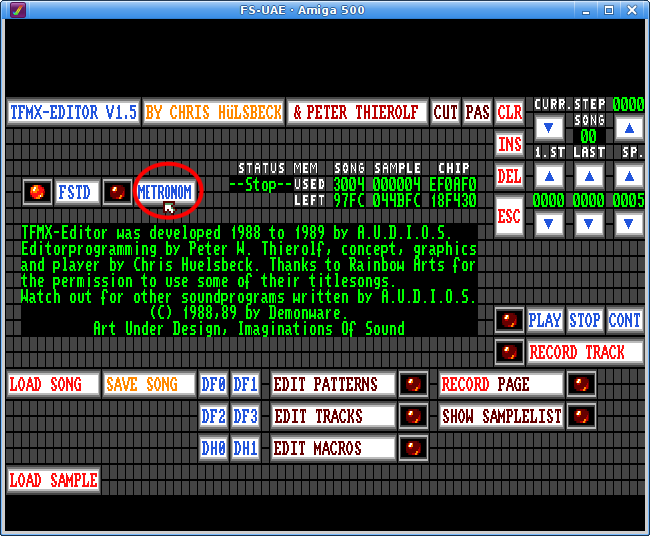 FS-UAE · Amiga 500
TFMX-EDITOR V1.5 BY CHRIS HüLSBECK & PETER THIEROLF CUT PAS CLR CURR.STEP 0000
SONG
00
INS
1.ST LAST SP.
STATUS MEM SONG SAMPLE CHIP
DEL
FSTD METRONOM --Stop-- USED 3004 000004 EF0AF0
LEFT 97FC 044BFC 18F430
ESC 0000 0000 0005
TFMX-Editor was developed 1988 to 1989 by A.U.D.I.O.S.
Editorprogramming by Peter W. Thierolf, concept, graphics
and player by Chris Huelsbeck. Thanks to Rainbow Arts for
the permission to use some of their titlesongs.
Watch out for other soundprograms written by A.U.D.I.O.S.
(C) 1988,89 by Demonware.
Art Under Design, Imaginations Of Sound
PLAY STOP CONT
RECORD TRACK
LOAD SONG SAVE SONG DF0 DF1 EDIT PATTERNS RECORD PAGE
DF2 DF3 EDIT TRACKS SHOW SAMPLELIST
DH0 DH1 EDIT MACROS
LOAD SAMPLE